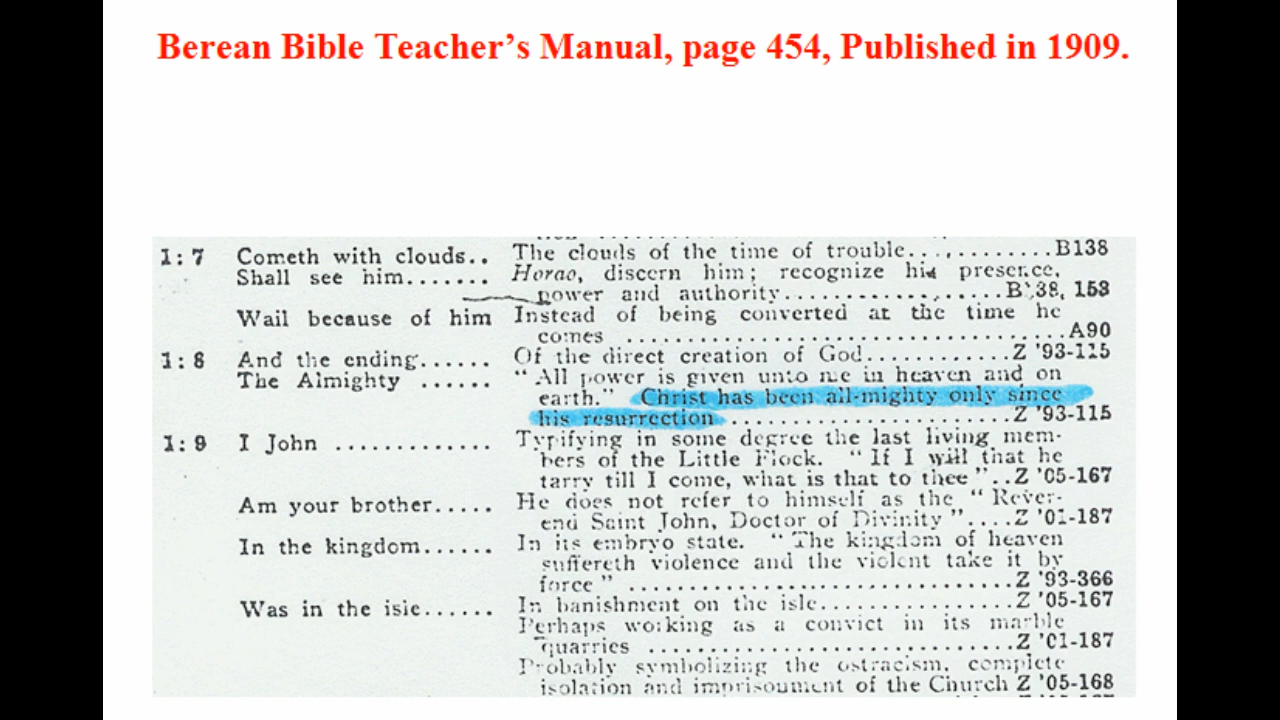 Berean Bible Teacher's Manual, page 454, Published in 1909.
1:7 Cometh with clouds.. The clouds of the time of trouble.............B138
Shall see him....... Horao, discern him; recognize his presence,
power and authority....................B138, 153
Wail because of him Instead of being converted at the time he
comes ...................................A90
1:8 And the ending...... Of the direct creation of God...........Z '93-115
The Almighty ...... "All power is given unto me in heaven and on
earth." Christ has been all-mighty only since
his resurrection ......................Z '93-115
1:9 I John ............. Typifying in some degree the last living mem-
bers of the Little Flock. "If I will that he
tarry till I come, what is that to thee"..Z '05-167
Am your brother..... He does not refer to himself as the "Rever-
end Saint John, Doctor of Divinity"....Z '01-187
In the kingdom...... In its embryo state. "The kingdom of heaven
suffereth violence and the violent take it by
force" ..............................Z '93-366
Was in the isle...... In banishment on the isle...............Z '05-167
Perhaps working as a convict in its marble
quarries ............................Z '01-187
Probably symbolizing the ostracism, complete
isolation and imprisonment of the Church Z '05-168